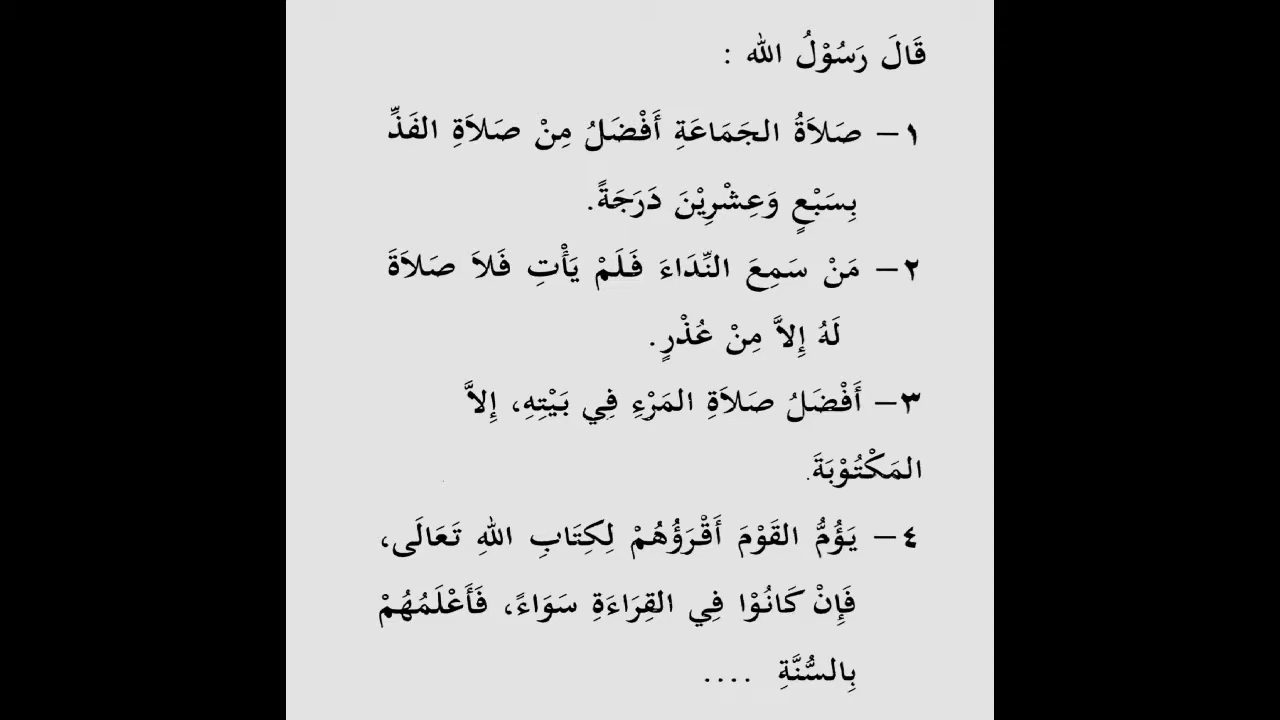 قَالَ رَسُوْلُ الله :
١– صَلاَةُ الجَمَاعَةِ أَفْضَلُ مِنْ صَلاَةِ الفَذِّ
بِسَبْعٍ وَعِشْرِيْنَ دَرَجَةً.
٢– مَنْ سَمِعَ النِّدَاءَ فَلَمْ يَأْتِ فَلاَ صَلاَةَ
لَهُ إِلاَّ مِنْ عُذْرٍ.
٣– أَفْضَلُ صَلاَةِ المَرْءِ فِي بَيْتِهِ، إِلاَّ
المَكْتُوْبَةَ.
٤– يَؤُمُّ القَوْمَ أَقْرَؤُهُمْ لِكِتَابِ اللهِ تَعَالَى،
فَإِنْ كَانُوْا فِي القِرَاءَةِ سَوَاءً، فَأَعْلَمُهُمْ
بِالسُّنَّةِ ....